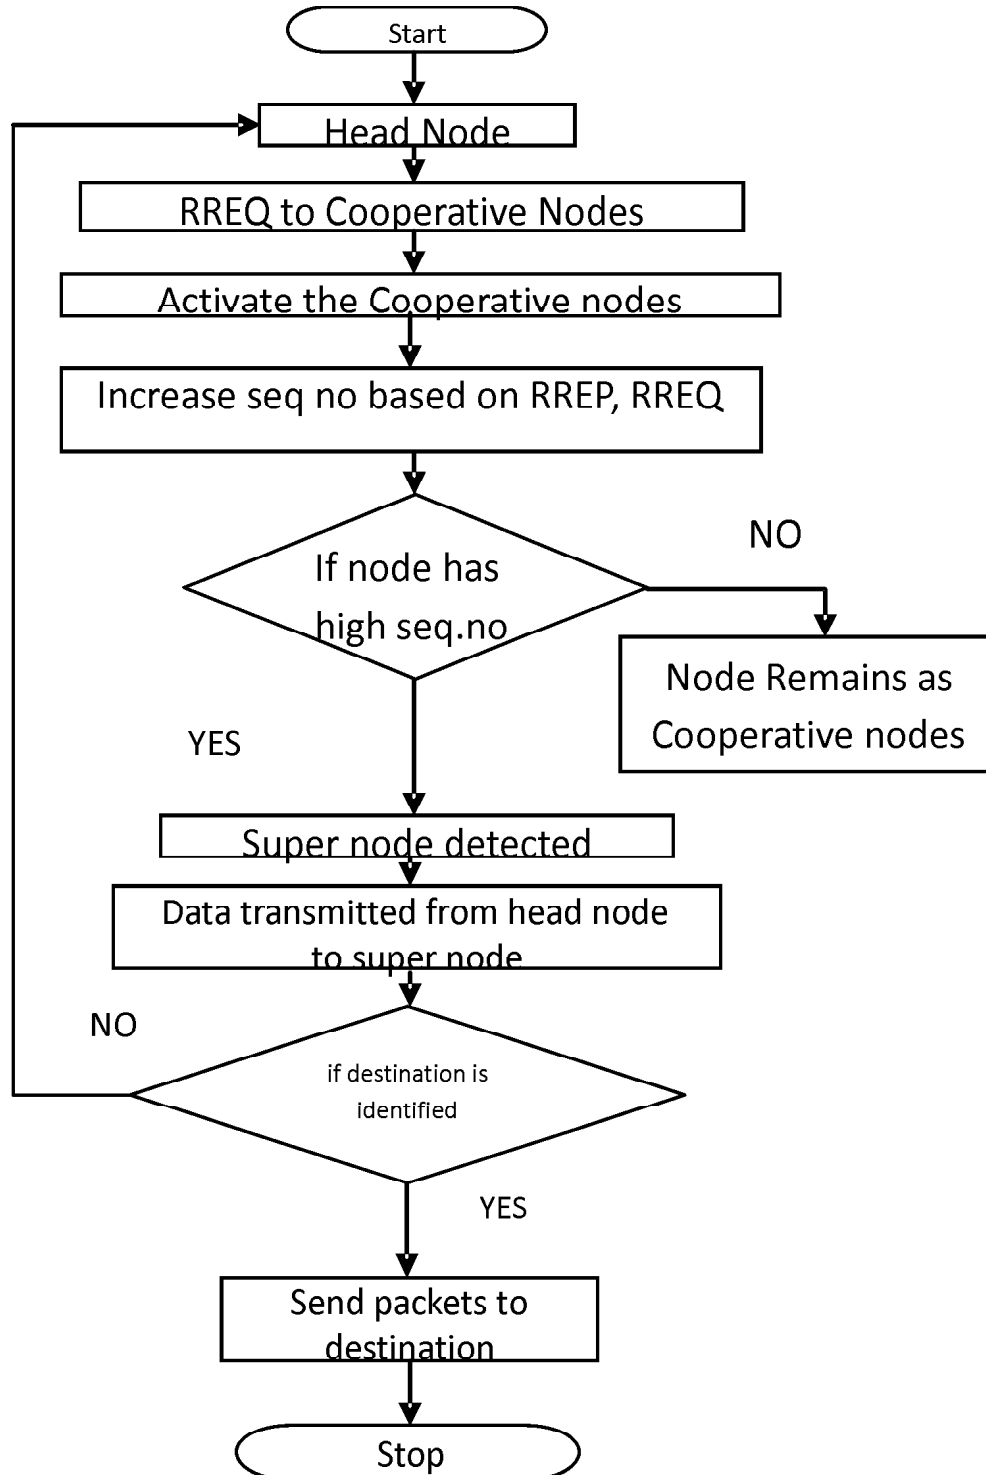 Start
Head Node
RREQ to Cooperative Nodes
Activate the Cooperative nodes
Increase seq no based on RREP, RREQ
If node has
high seq.no
NO
Node Remains as
Cooperative nodes
YES
Super node detected
Data transmitted from head node
to super node
NO
if destination is
identified
YES
Send packets to
destination
Stop